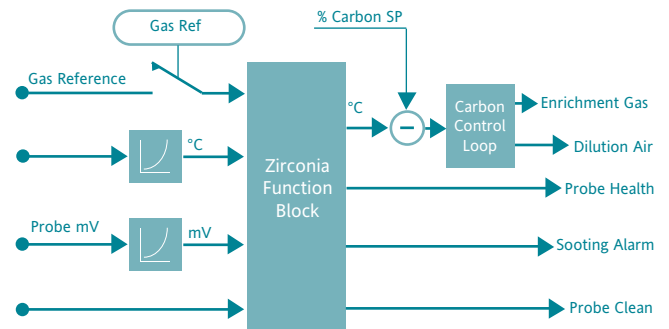 Gas Ref
% Carbon SP
Gas Reference
°C
Zirconia
Function
Block
°C
−
Carbon
Control
Loop
Enrichment Gas
Dilution Air
Probe Health
Probe mV
mV
Sooting Alarm
Probe Clean